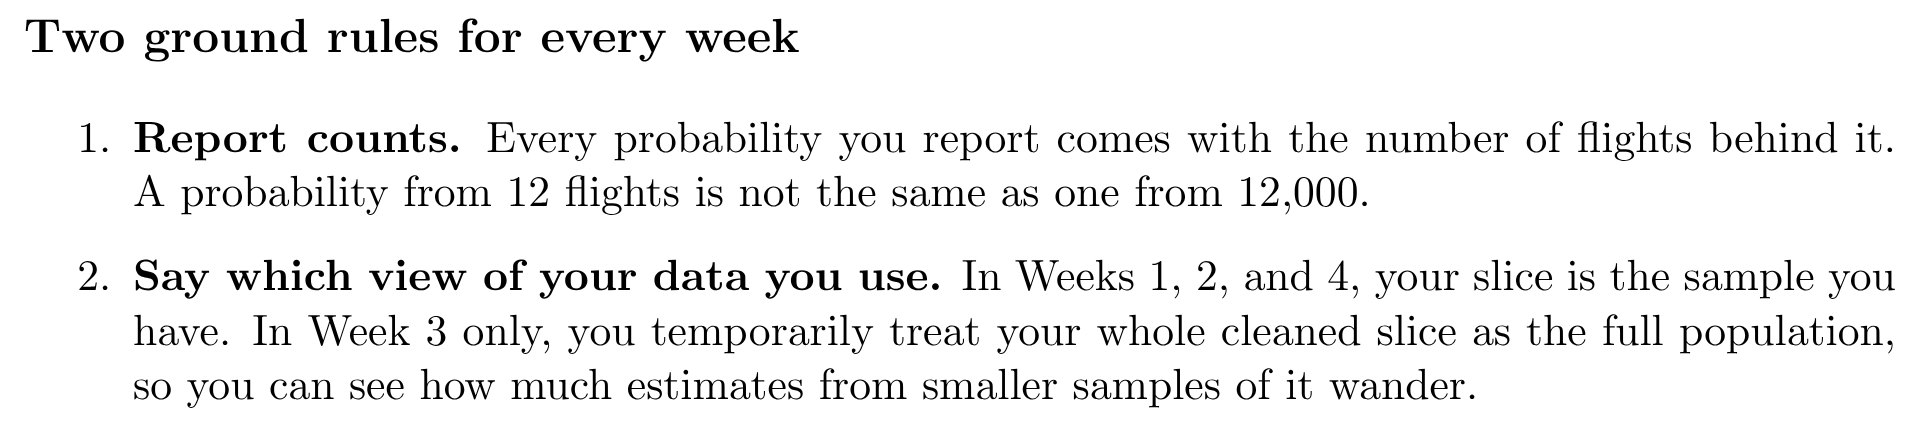 Two ground rules for every week
1. Report counts. Every probability you report comes with the number of flights behind it.
A probability from 12 flights is not the same as one from 12,000.
2. Say which view of your data you use. In Weeks 1, 2, and 4, your slice is the sample you
have. In Week 3 only, you temporarily treat your whole cleaned slice as the full population,
so you can see how much estimates from smaller samples of it wander.